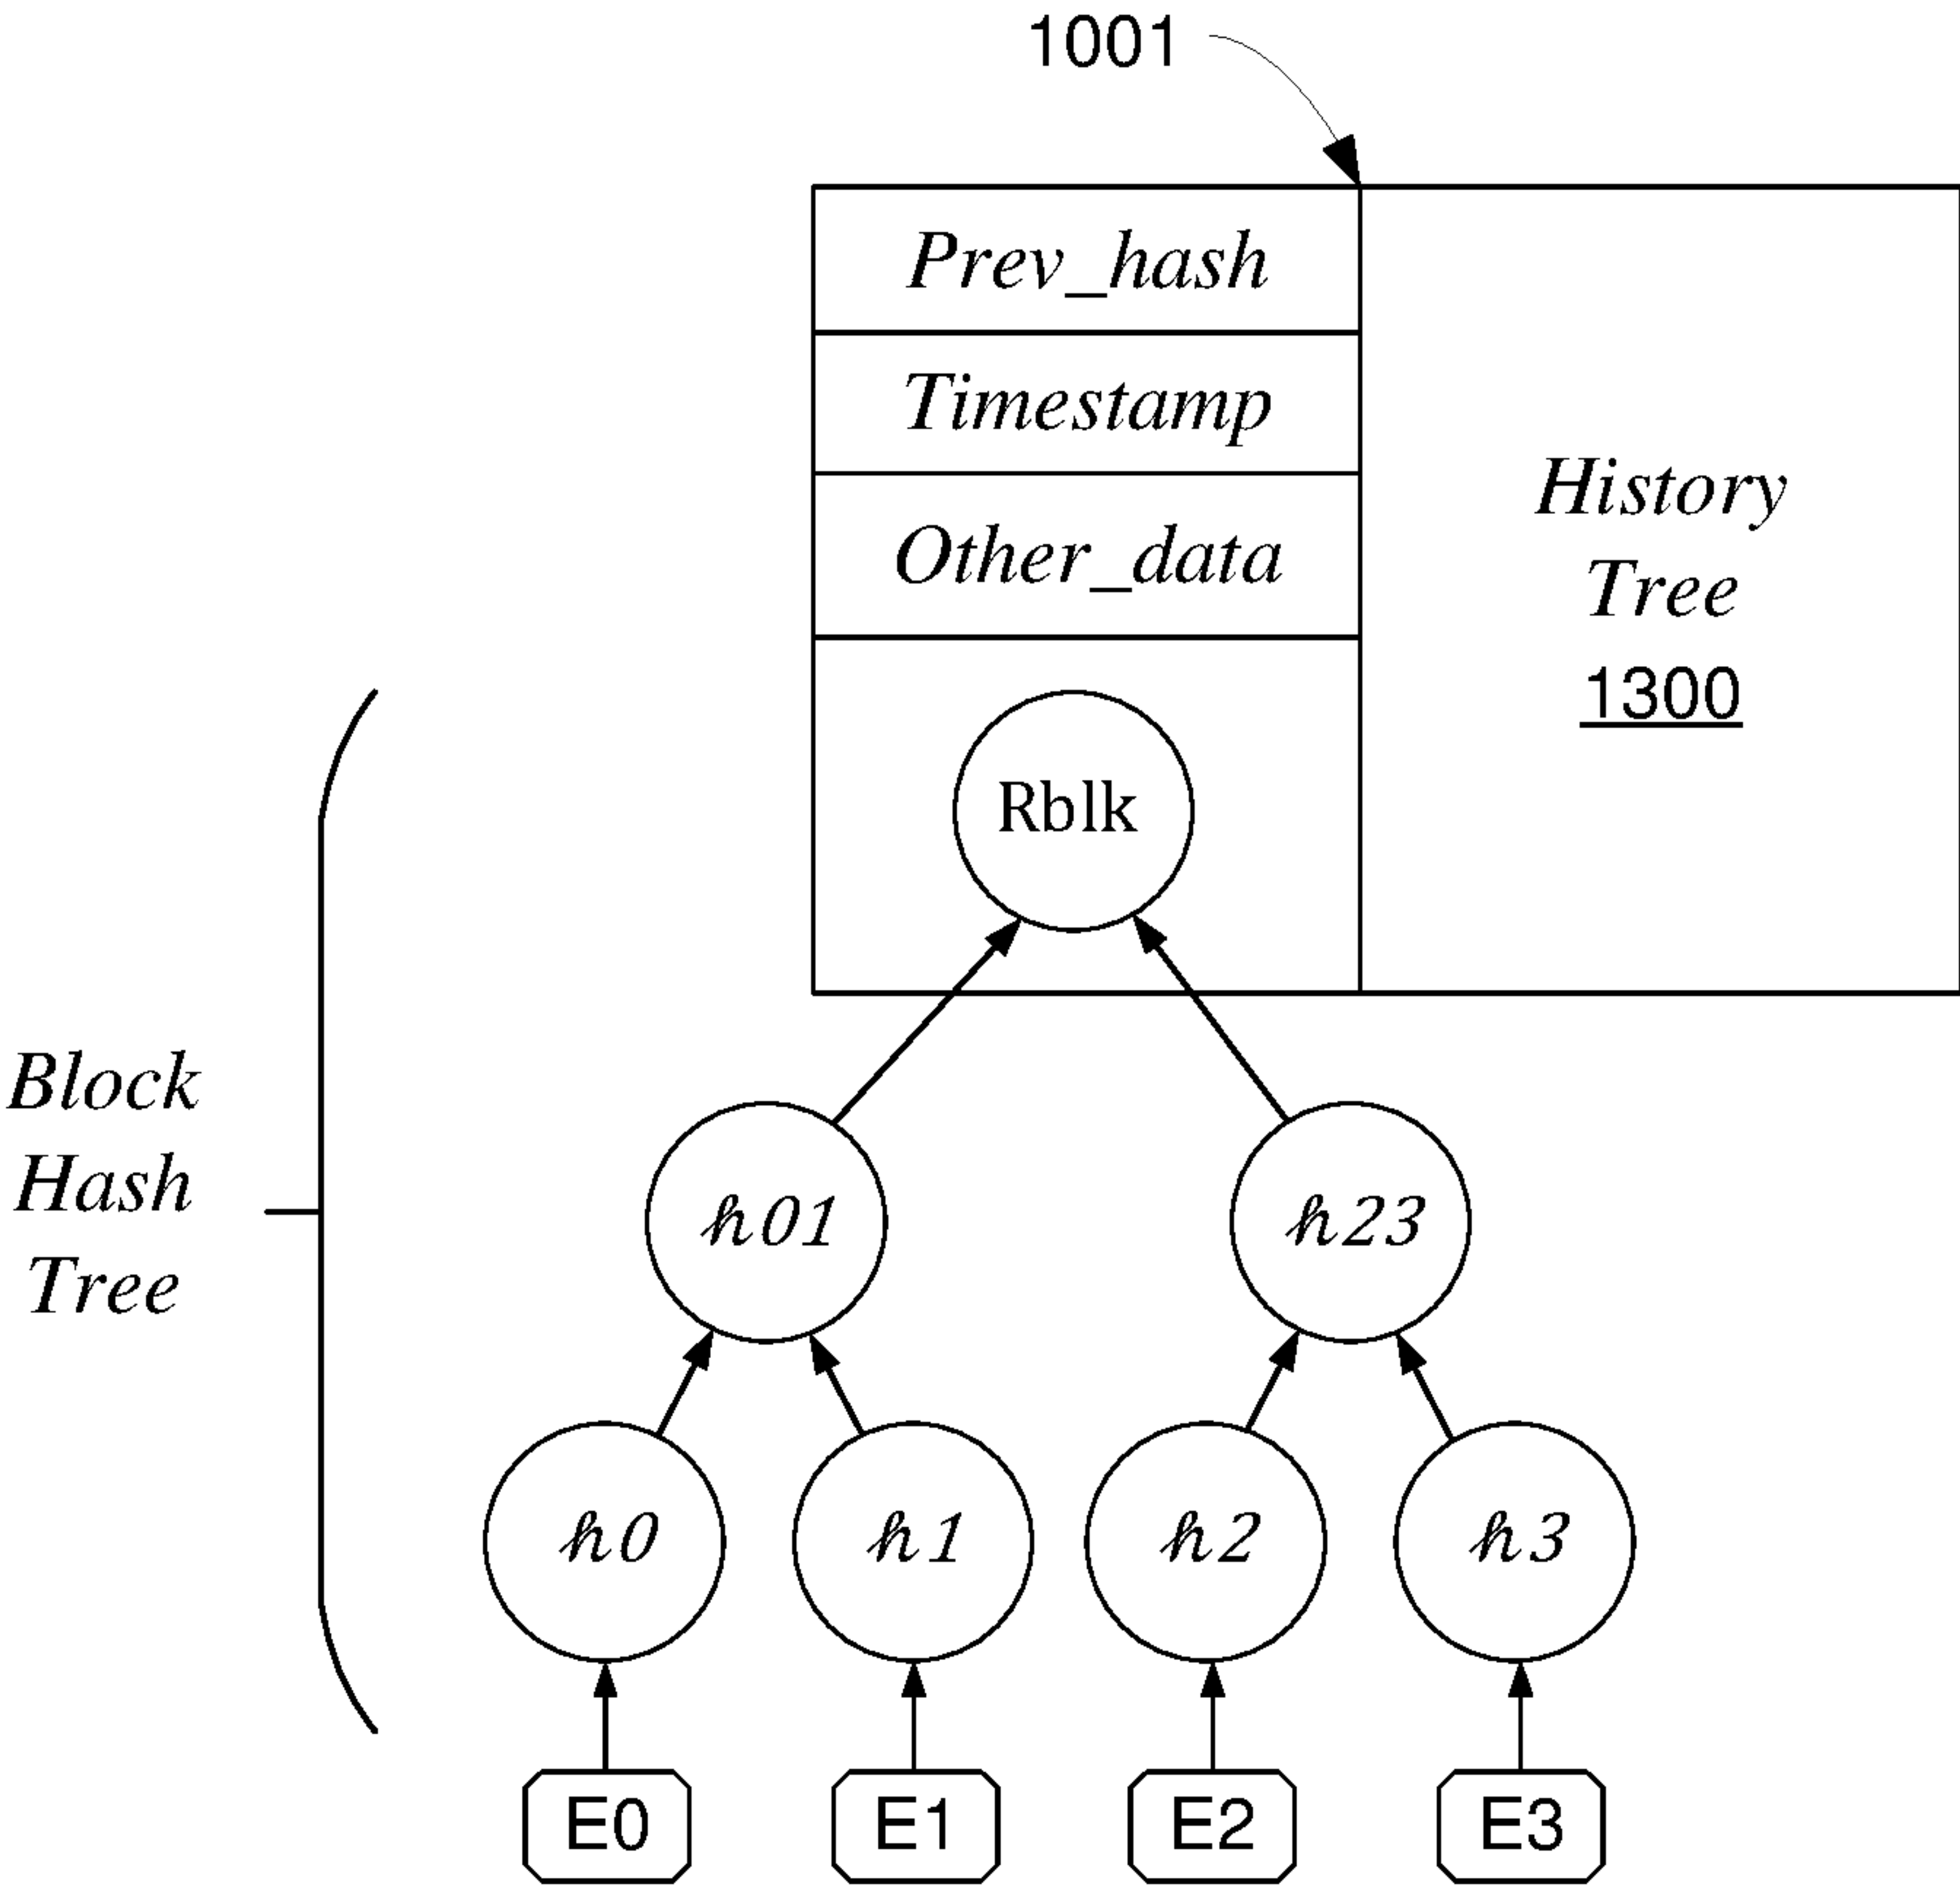 1001
Prev_hash
Timestamp
Other_data
History
Tree
1300
Rblk
Block
Hash
Tree
h01
h23
h0
h1
h2
h3
E0
E1
E2
E3